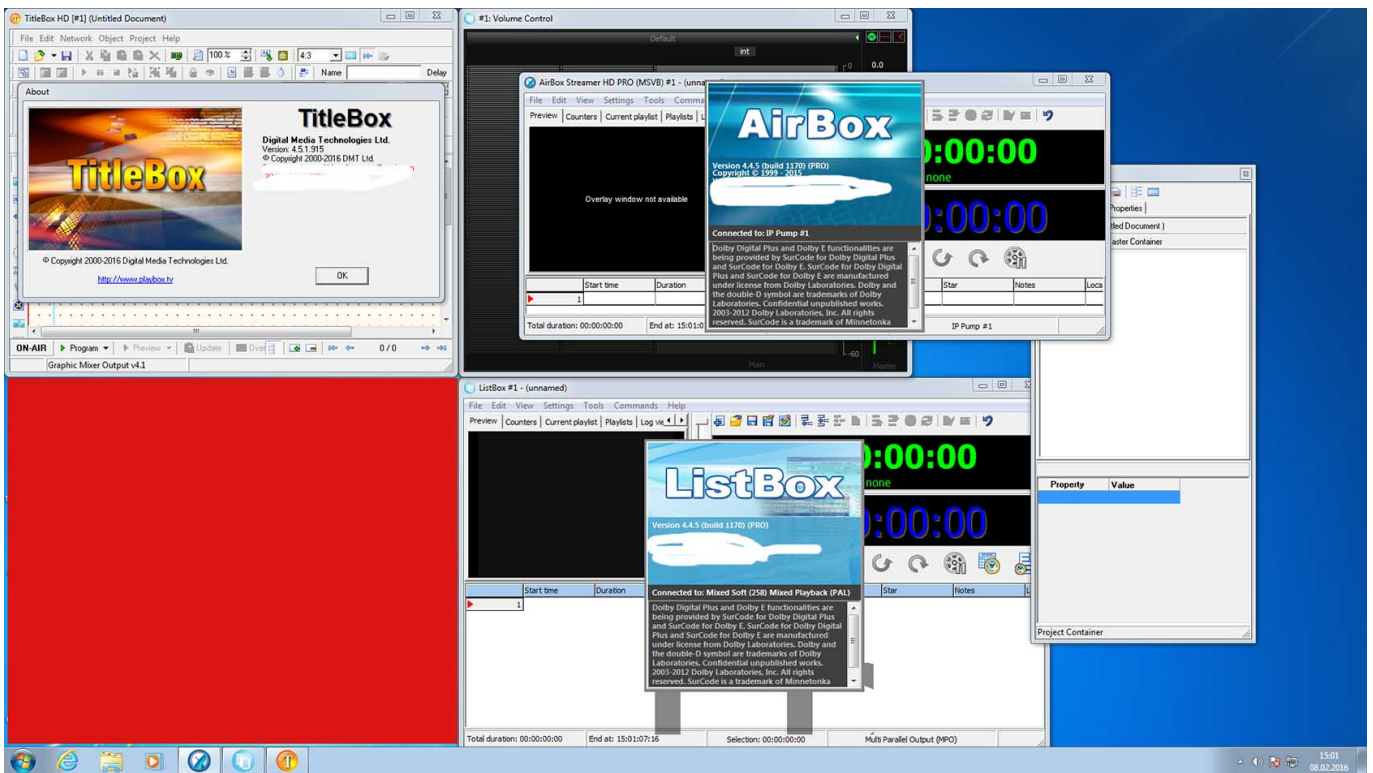 TitleBox HD [#1] (Untitled Document)
File Edit Network Object Project Help
100 %
4:3
Name
Delay
About
TitleBox
TitleBox
Digital Media Technologies Ltd.
Version: 4.5.1.915
© Copyright 2000-2016 DMT Ltd.
© Copyright 2000-2016 Digital Media Technologies Ltd.
http://www.playbox.tv
OK
ON-AIR Program Preview Update Over 0 / 0
Graphic Mixer Output v4.1
#1: Volume Control
Default
int
0 0.0
-60
Main
Master
AirBox Streamer HD PRO (MSVB) #1 - (unna
File Edit View Settings Tools Comma
Preview Counters Current playlist Playlists L
Overlay window not available
:00:00
none
:00:00
Start time Duration Star Notes Loca
1
Total duration: 00:00:00:00 End at: 15:01:0 IP Pump #1
AirBox
Version 4.4.5 (build 1170) (PRO)
Copyright © 1999 - 2015
Connected to: IP Pump #1
Dolby Digital Plus and Dolby E functionalities are
being provided by SurCode for Dolby Digital Plus
and SurCode for Dolby E. SurCode for Dolby Digital
Plus and SurCode for Dolby E are manufactured
under license from Dolby Laboratories. Dolby and
the double-D symbol are trademarks of Dolby
Laboratories. Confidential unpublished works.
2003-2012 Dolby Laboratories, Inc. All rights
reserved. SurCode is a trademark of Minnetonka
Properties
tled Document )
aster Container
Property Value
Project Container
ListBox #1 - (unnamed)
File Edit View Settings Tools Commands Help
Preview Counters Current playlist Playlists Log vie
:00:00
none
:00:00
Start time Duration Star Notes L
1
Total duration: 00:00:00:00 End at: 15:01:07:16 Selection: 00:00:00:00 Multi Parallel Output (MPO)
ListBox
Version 4.4.5 (build 1170) (PRO)
Connected to: Mixed Soft (258) Mixed Playback (PAL)
Dolby Digital Plus and Dolby E functionalities are
being provided by SurCode for Dolby Digital Plus
and SurCode for Dolby E. SurCode for Dolby Digital
Plus and SurCode for Dolby E are manufactured
under license from Dolby Laboratories. Dolby and
the double-D symbol are trademarks of Dolby
Laboratories. Confidential unpublished works.
2003-2012 Dolby Laboratories, Inc. All rights
reserved. SurCode is a trademark of Minnetonka
15:01
08.02.2016